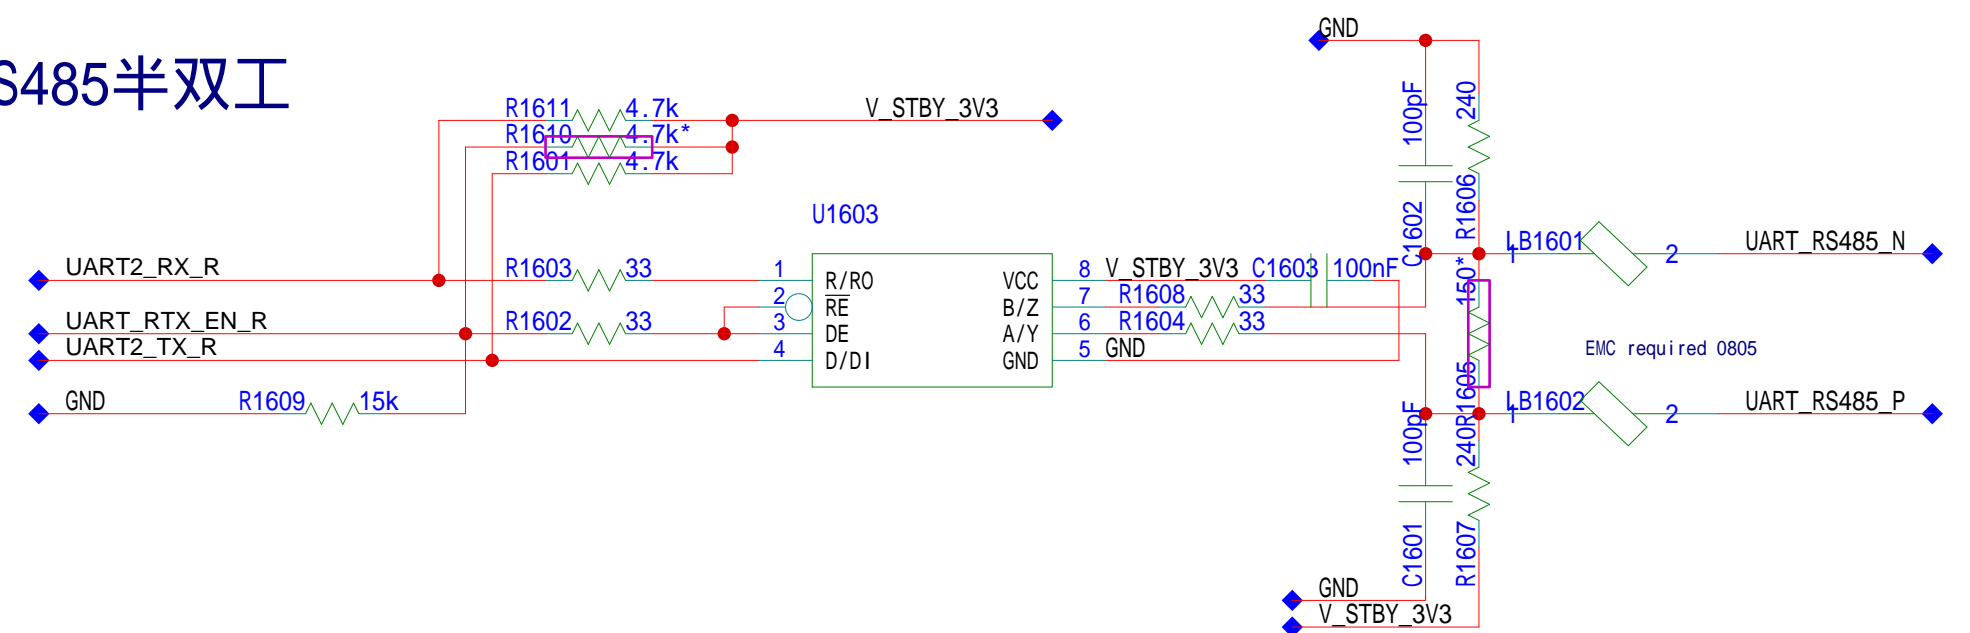 GND
S485半双工
R1611 4.7k
V_STBY_3V3
R1610 4.7k*
R1601 4.7k
100pF
240
U1603
C1602
R1606
UART2_RX_R
R1603 33
1 R/RO
VCC 8
V_STBY_3V3
C1603 100nF
LB1601
1
2
UART_RS485_N
2 RE
B/Z 7
R1608 33
150*
UART_RTX_EN_R
R1602 33
3 DE
A/Y 6
R1604 33
UART2_TX_R
4 D/DI
GND 5
GND
EMC required 0805
R1605
GND
R1609 15k
100pF
240
LB1602
1
2
UART_RS485_P
C1601
R1607
GND
V_STBY_3V3